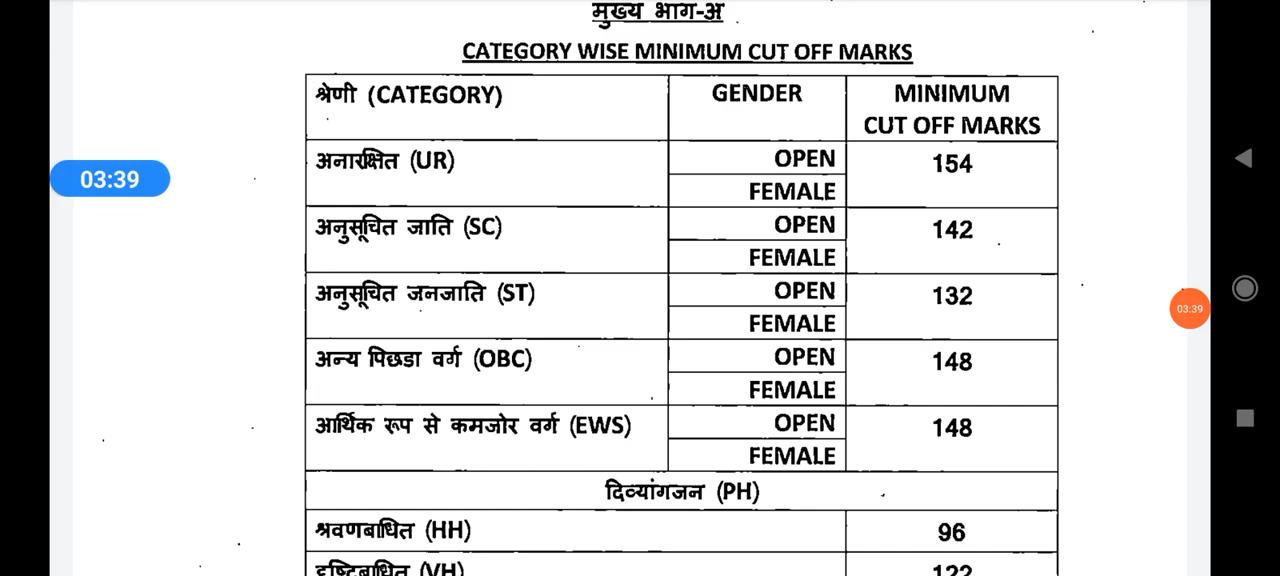 मुख्य भाग-अ
CATEGORY WISE MINIMUM CUT OFF MARKS
श्रेणी (CATEGORY) GENDER MINIMUM CUT OFF MARKS
अनारक्षित (UR) OPEN 154
FEMALE
अनुसूचित जाति (SC) OPEN 142
FEMALE
अनुसूचित जनजाति (ST) OPEN 132
FEMALE
अन्य पिछडा वर्ग (OBC) OPEN 148
FEMALE
आर्थिक रूप से कमजोर वर्ग (EWS) OPEN 148
FEMALE
दिव्यांगजन (PH)
श्रवणबाधित (HH) 96
दृष्टिबाधित (VH) 122
03:39
03:39